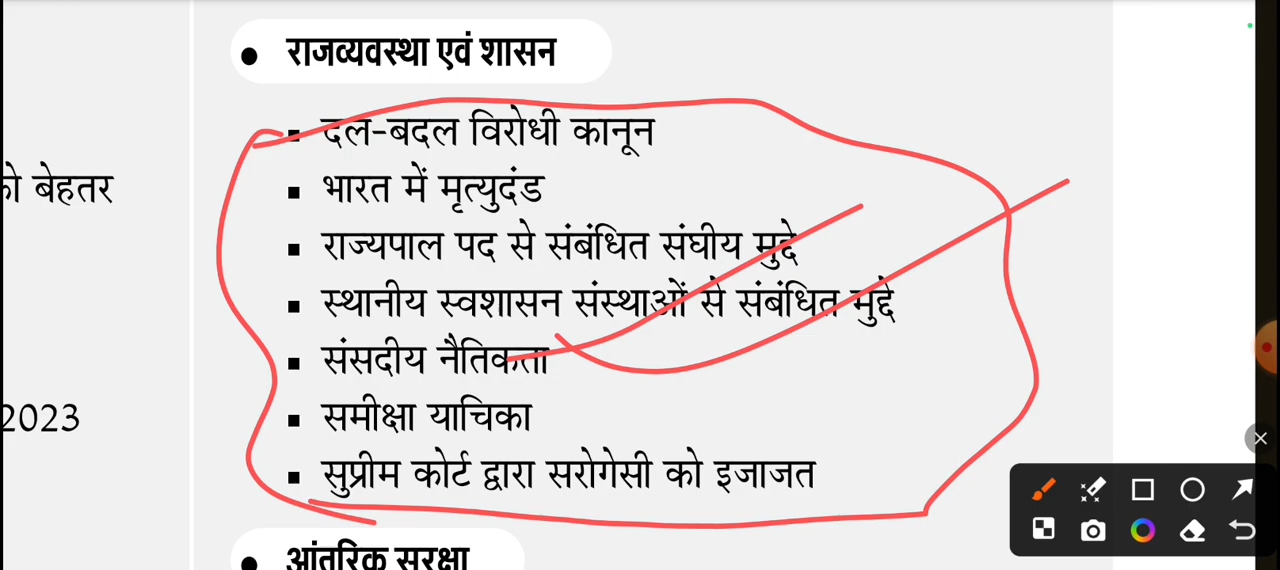 राजव्यवस्था एवं शासन
दल-बदल विरोधी कानून
भारत में मृत्युदंड
को बेहतर
राज्यपाल पद से संबंधित संघीय मुद्दे
स्थानीय स्वशासन संस्थाओं से संबंधित मुद्दे
संसदीय नैतिकता
2023
समीक्षा याचिका
सुप्रीम कोर्ट द्वारा सरोगेसी को इजाजत
आंतरिक सुरक्षा